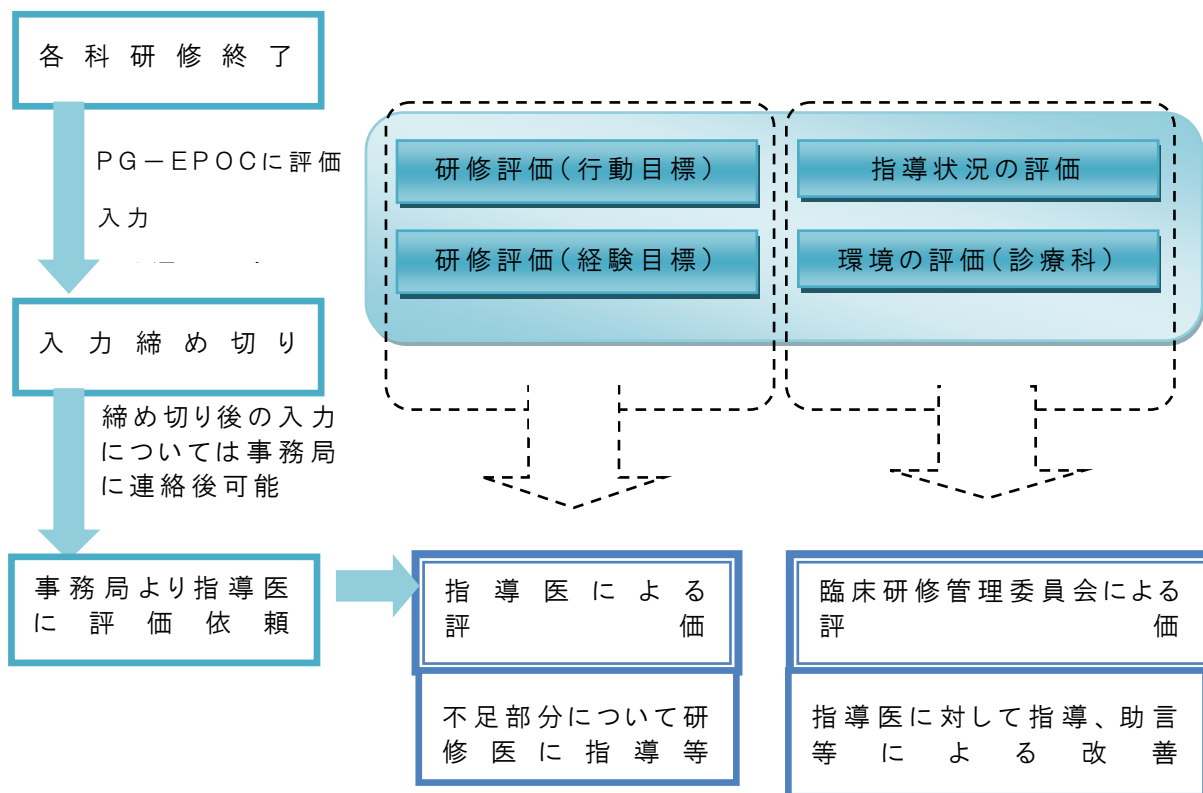 各科研修終了
PG－EPOCに評価
入力
入力締め切り
締め切り後の入力
については事務局
に連絡後可能
事務局より指導医
に評価依頼
研修評価(行動目標)
研修評価(経験目標)
指導状況の評価
環境の評価(診療科)
指導医による
評価
不足部分について研
修医に指導等
臨床研修管理委員会による
評価
指導医に対して指導、助言
等による改善